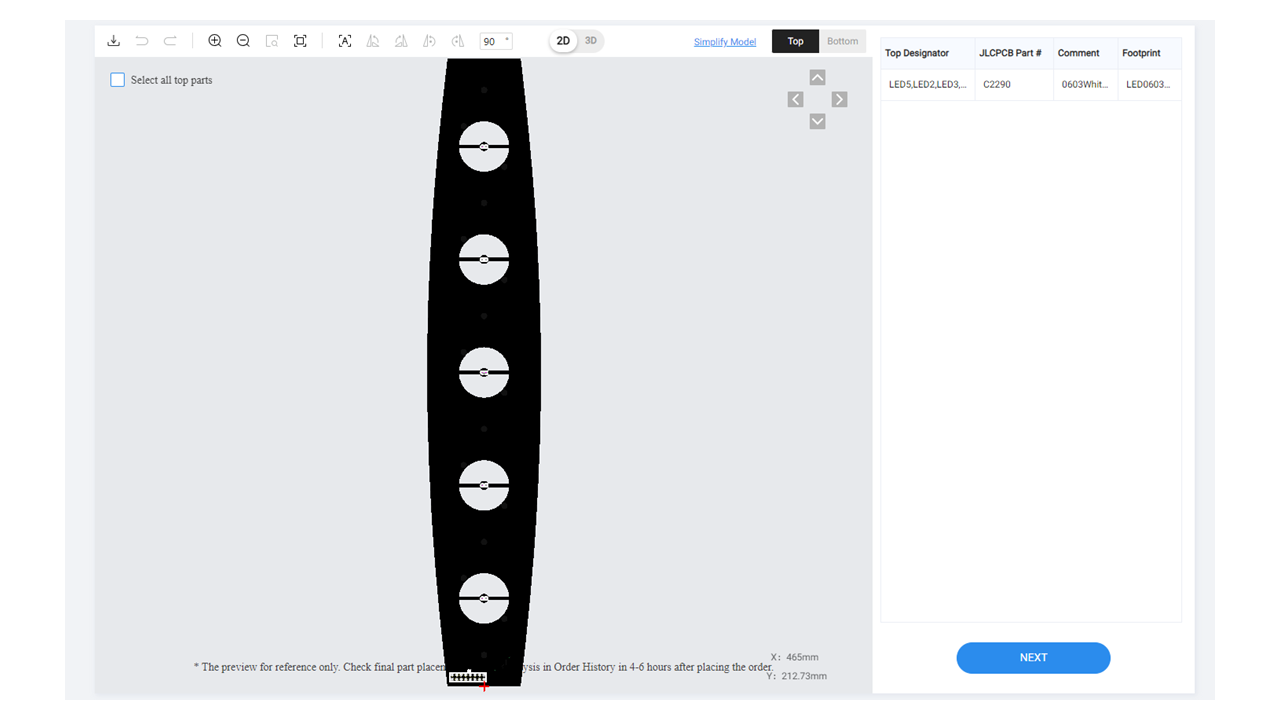 90 °
2D
3D
Simplify Model
Top
Bottom
Select all top parts
Top Designator
JLCPCB Part #
Comment
Footprint
LED5,LED2,LED3,...
C2290
0603Whit...
LED0603...
* The preview for reference only. Check final part placen
ysis in Order History in 4-6 hours after placing the order.
X: 465mm
Y: 212.73mm
NEXT